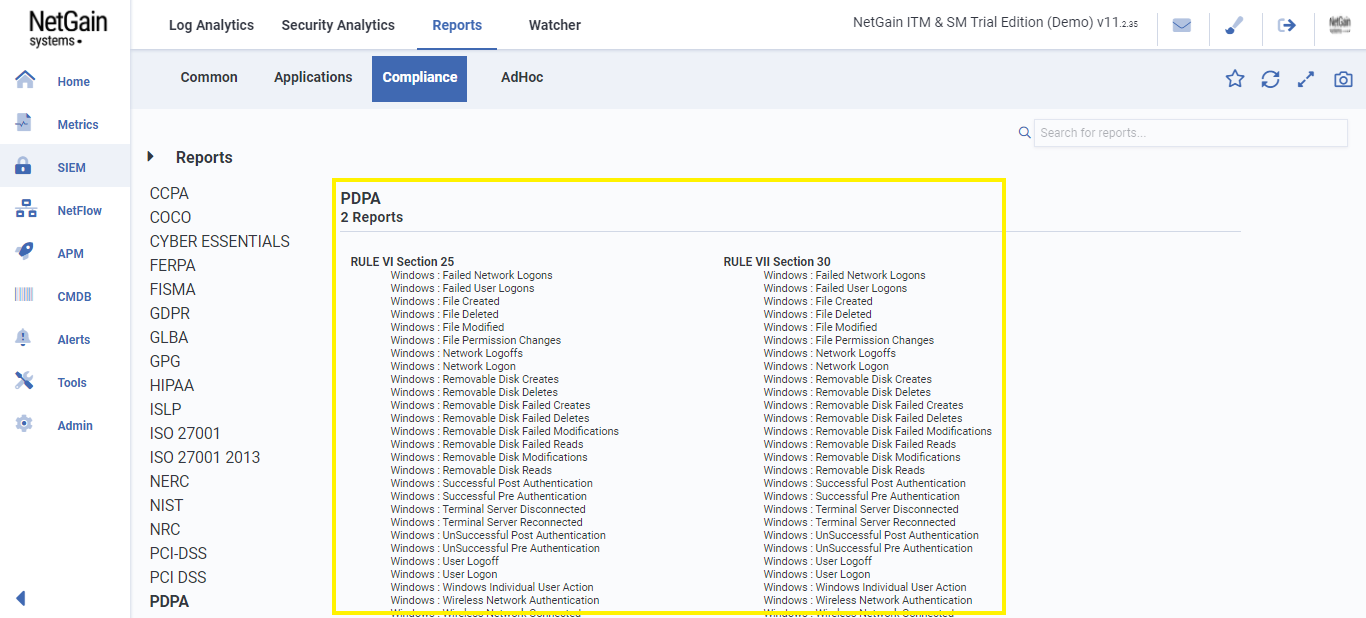 NetGain
systems
Log Analytics
Security Analytics
Reports
Watcher
NetGain ITM & SM Trial Edition (Demo) v11.2.35
NetGain
Home
Metrics
SIEM
NetFlow
APM
CMDB
Alerts
Tools
Admin
Common
Applications
Compliance
AdHoc
Search for reports...
Reports
CCPA
COCO
CYBER ESSENTIALS
FERPA
FISMA
GDPR
GLBA
GPG
HIPAA
ISLP
ISO 27001
ISO 27001 2013
NERC
NIST
NRC
PCI-DSS
PCI DSS
PDPA
PDPA
2 Reports
RULE VI Section 25
Windows : Failed Network Logons
Windows : Failed User Logons
Windows : File Created
Windows : File Deleted
Windows : File Modified
Windows : File Permission Changes
Windows : Network Logoffs
Windows : Network Logon
Windows : Removable Disk Creates
Windows : Removable Disk Deletes
Windows : Removable Disk Failed Creates
Windows : Removable Disk Failed Deletes
Windows : Removable Disk Failed Modifications
Windows : Removable Disk Failed Reads
Windows : Removable Disk Modifications
Windows : Removable Disk Reads
Windows : Successful Post Authentication
Windows : Successful Pre Authentication
Windows : Terminal Server Disconnected
Windows : Terminal Server Reconnected
Windows : UnSuccessful Post Authentication
Windows : UnSuccessful Pre Authentication
Windows : User Logoff
Windows : User Logon
Windows : Windows Individual User Action
Windows : Wireless Network Authentication
Windows : Wireless Network Connected
RULE VII Section 30
Windows : Failed Network Logons
Windows : Failed User Logons
Windows : File Created
Windows : File Deleted
Windows : File Modified
Windows : File Permission Changes
Windows : Network Logoffs
Windows : Network Logon
Windows : Removable Disk Creates
Windows : Removable Disk Deletes
Windows : Removable Disk Failed Creates
Windows : Removable Disk Failed Deletes
Windows : Removable Disk Failed Modifications
Windows : Removable Disk Failed Reads
Windows : Removable Disk Modifications
Windows : Removable Disk Reads
Windows : Successful Post Authentication
Windows : Successful Pre Authentication
Windows : Terminal Server Disconnected
Windows : Terminal Server Reconnected
Windows : UnSuccessful Post Authentication
Windows : UnSuccessful Pre Authentication
Windows : User Logoff
Windows : User Logon
Windows : Windows Individual User Action
Windows : Wireless Network Authentication
Windows : Wireless Network Connected